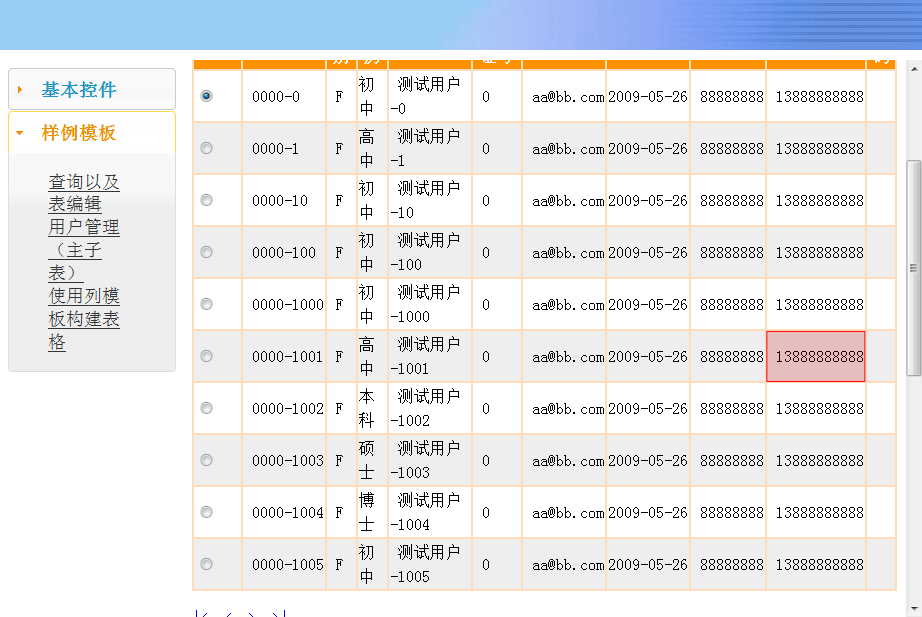 基本控件
样例模板
查询以及
表编辑
用户管理
（主子
表）
使用列模
板构建表
格
0000-0 F 初中 测试用户-0 0 aa@bb.com 2009-05-26 88888888 13888888888
0000-1 F 高中 测试用户-1 0 aa@bb.com 2009-05-26 88888888 13888888888
0000-10 F 初中 测试用户-10 0 aa@bb.com 2009-05-26 88888888 13888888888
0000-100 F 初中 测试用户-100 0 aa@bb.com 2009-05-26 88888888 13888888888
0000-1000 F 初中 测试用户-1000 0 aa@bb.com 2009-05-26 88888888 13888888888
0000-1001 F 高中 测试用户-1001 0 aa@bb.com 2009-05-26 88888888 13888888888
0000-1002 F 本科 测试用户-1002 0 aa@bb.com 2009-05-26 88888888 13888888888
0000-1003 F 硕士 测试用户-1003 0 aa@bb.com 2009-05-26 88888888 13888888888
0000-1004 F 博士 测试用户-1004 0 aa@bb.com 2009-05-26 88888888 13888888888
0000-1005 F 初中 测试用户-1005 0 aa@bb.com 2009-05-26 88888888 13888888888